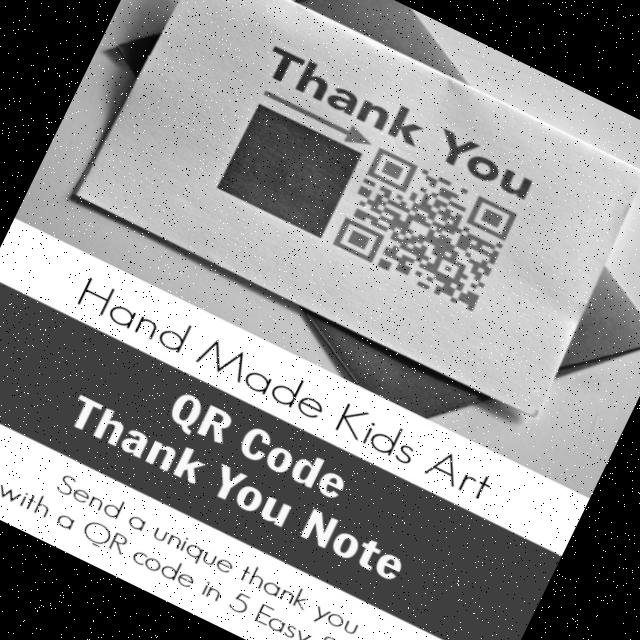 Thank You
Hand Made Kids Art
QR Code
Thank You Note
Send a unique thank you
with a QR code in 5 Easy